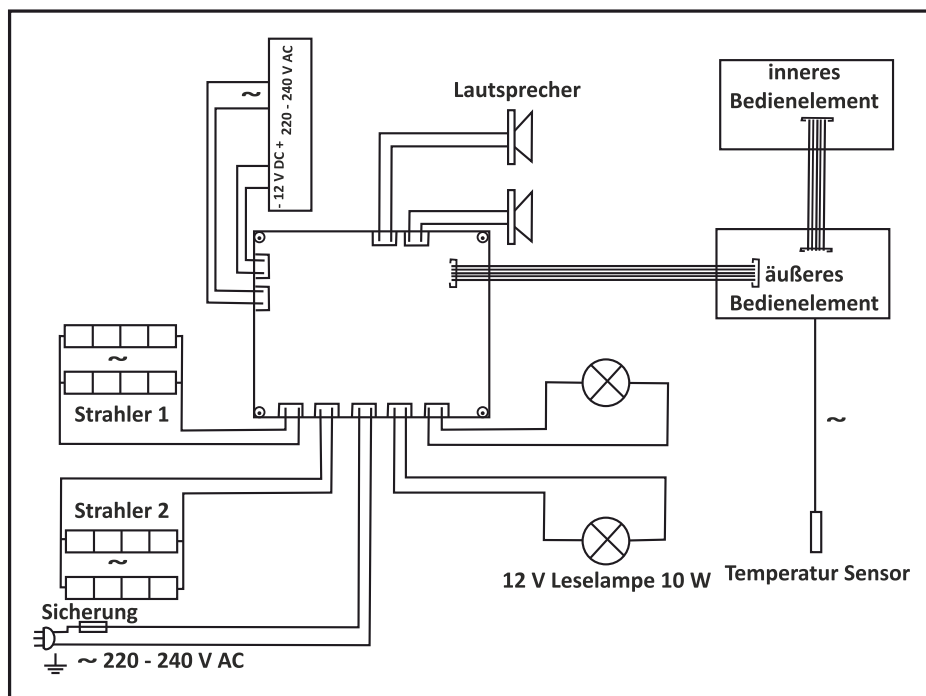 - 12 V DC + 220 - 240 V AC
~
Lautsprecher
inneres
Bedienelement
äußeres
Bedienelement
~
Strahler 1
~
Strahler 2
~
12 V Leselampe 10 W
Temperatur Sensor
Sicherung
~ 220 - 240 V AC